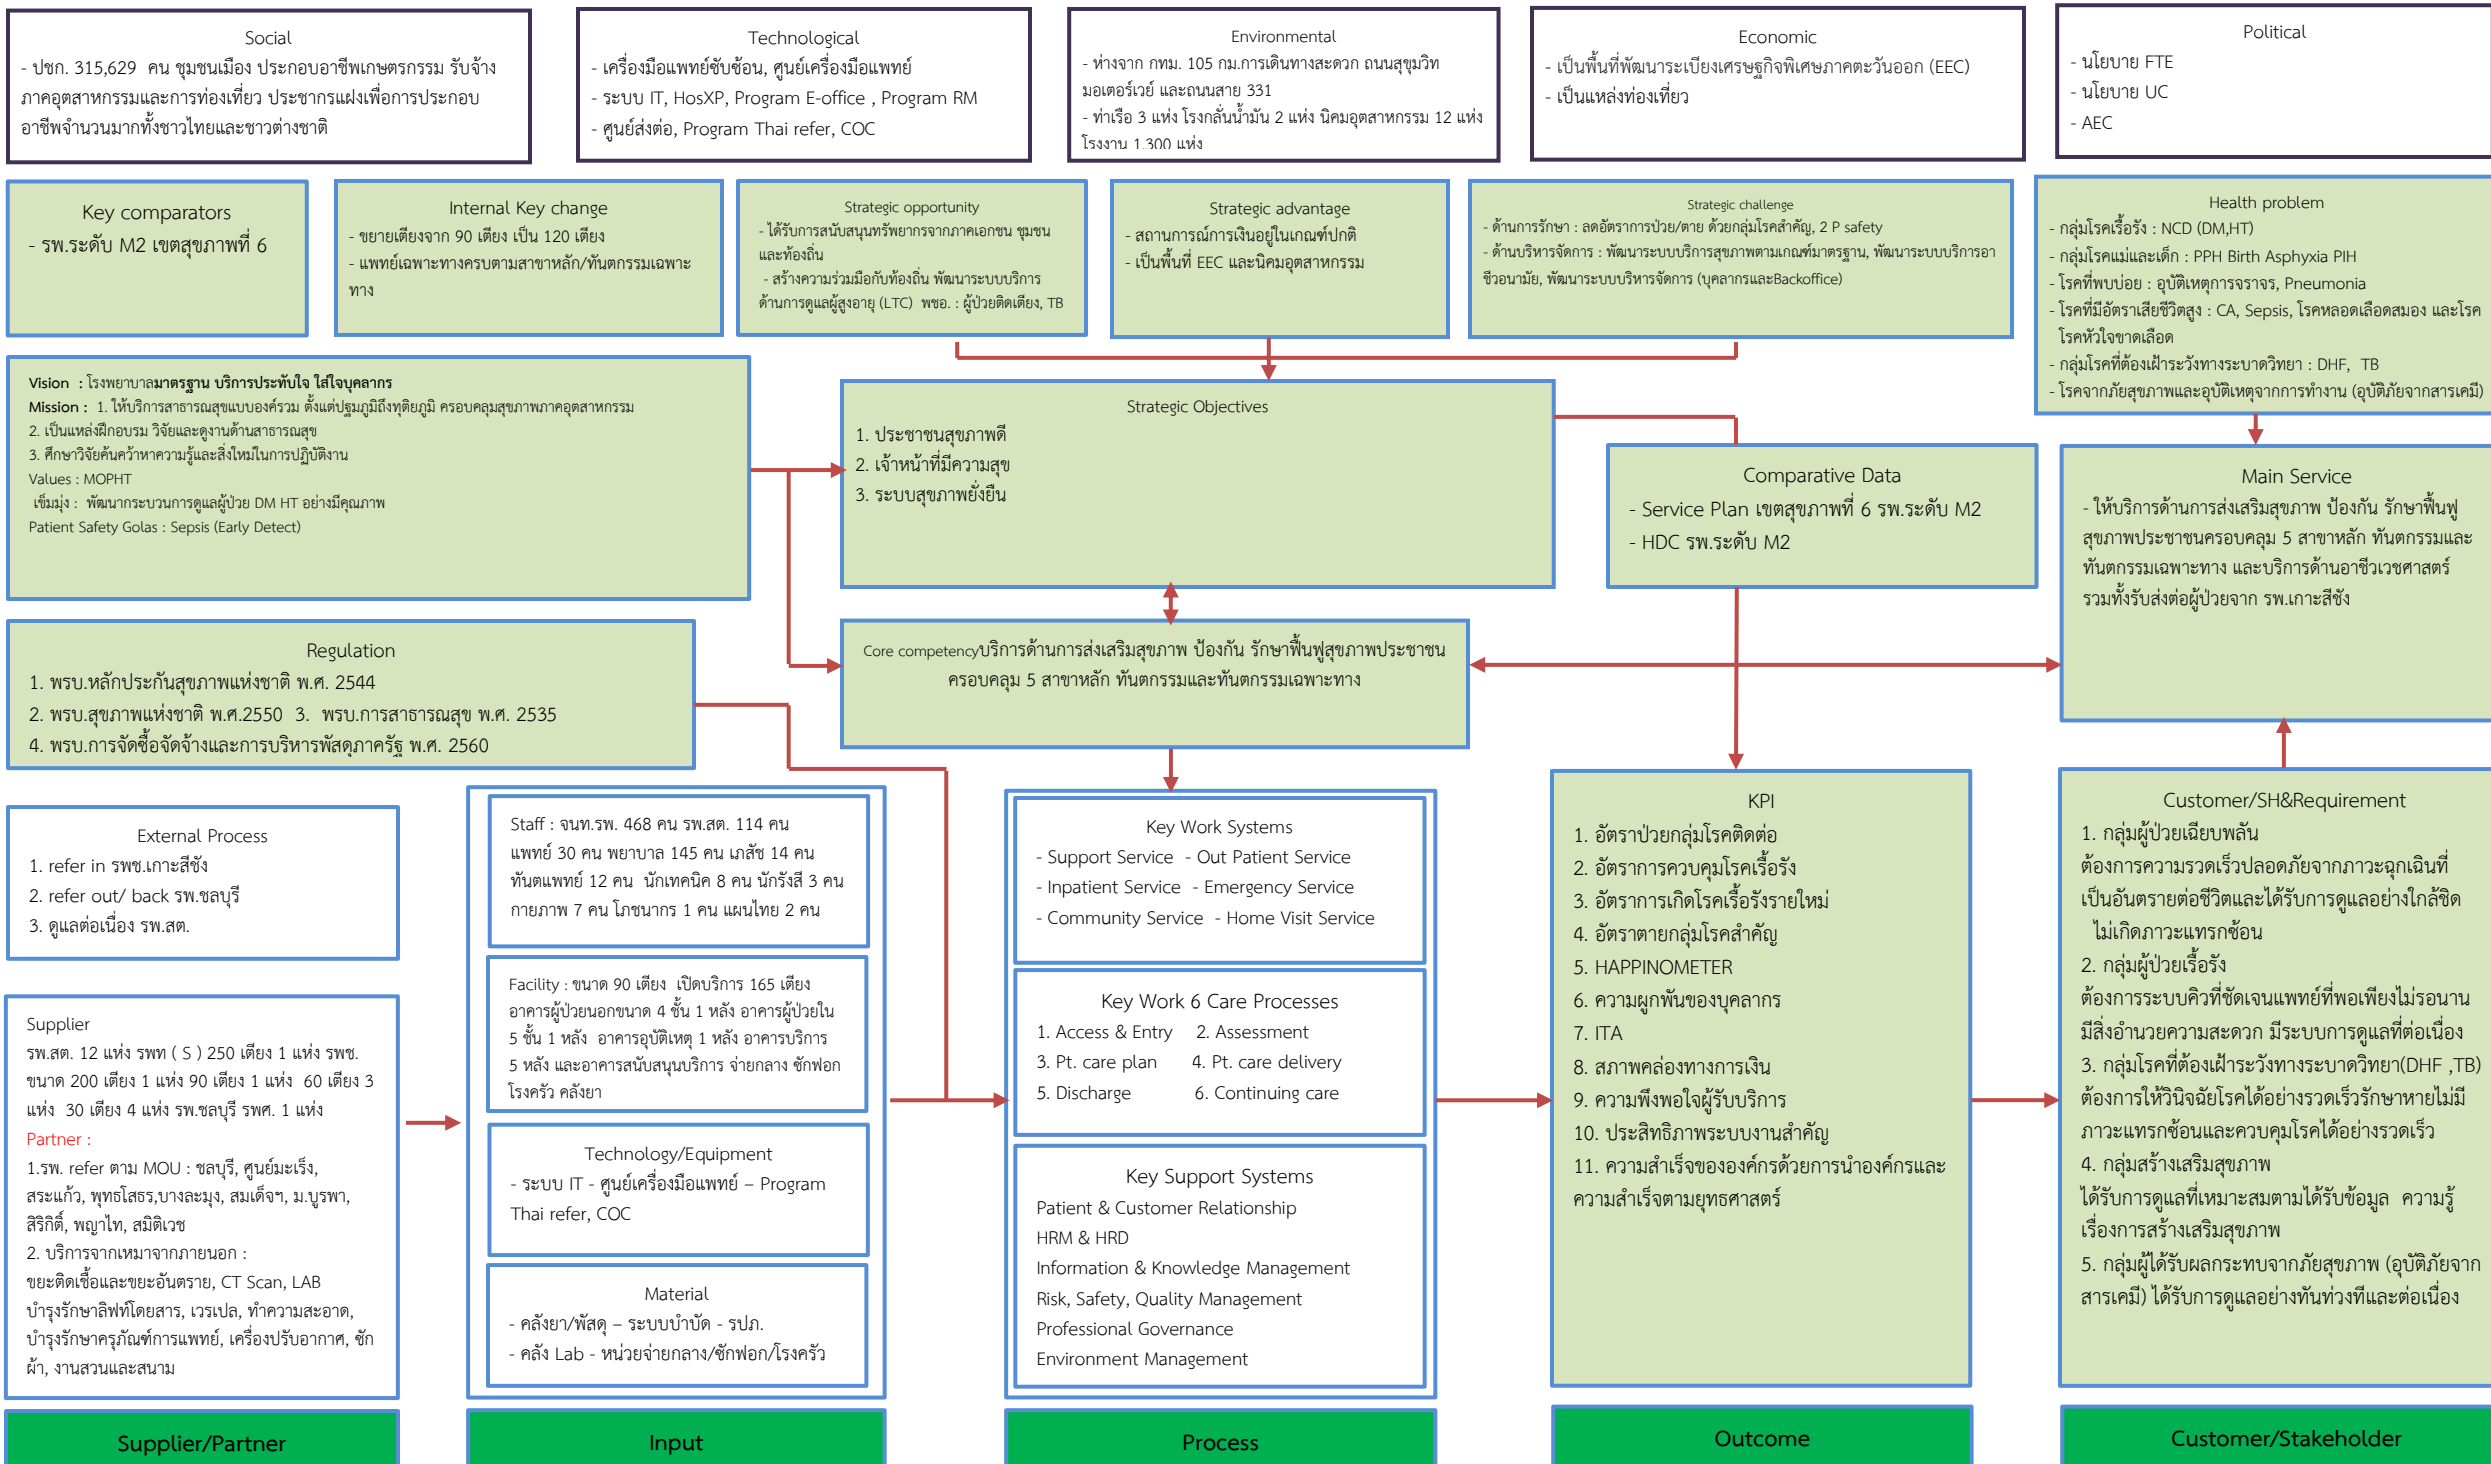 Social
- ปชก. 315,629 คน ชุมชนเมือง ประกอบอาชีพเกษตรกรรม รับจ้าง
ภาคอุตสาหกรรมและการท่องเที่ยว ประชากรแฝงเพื่อการประกอบ
อาชีพจำนวนมากทั้งชาวไทยและชาวต่างชาติ
Technological
- เครื่องมือแพทย์ซับซ้อน, ศูนย์เครื่องมือแพทย์
- ระบบ IT, HosXP, Program E-office , Program RM
- ศูนย์ส่งต่อ, Program Thai refer, COC
Environmental
- ห่างจาก กทม. 105 กม.การเดินทางสะดวก ถนนสุขุมวิท
มอเตอร์เวย์ และถนนสาย 331
- ท่าเรือ 3 แห่ง โรงกลั่นน้ำมัน 2 แห่ง นิคมอุตสาหกรรม 12 แห่ง
โรงงาน 1,300 แห่ง
Economic
- เป็นพื้นที่พัฒนาระเบียงเศรษฐกิจพิเศษภาคตะวันออก (EEC)
- เป็นแหล่งท่องเที่ยว
Political
- นโยบาย FTE
- นโยบาย UC
- AEC
Key comparators
- รพ.ระดับ M2 เขตสุขภาพที่ 6
Internal Key change
- ขยายเตียงจาก 90 เตียง เป็น 120 เตียง
- แพทย์เฉพาะทางครบตามสาขาหลัก/ทันตกรรมเฉพาะ
ทาง
Strategic opportunity
- ได้รับการสนับสนุนทรัพยากรจากภาคเอกชน ชุมชน
และท้องถิ่น
- สร้างความร่วมมือกับท้องถิ่น พัฒนาระบบบริการ
ด้านการดูแลผู้สูงอายุ (LTC) พชอ. : ผู้ป่วยติดเตียง, TB
Strategic advantage
- สถานการณ์การเงินอยู่ในเกณฑ์ปกติ
- เป็นพื้นที่ EEC และนิคมอุตสาหกรรม
Strategic challenge
- ด้านการรักษา : ลดอัตราการป่วย/ตาย ด้วยกลุ่มโรคสำคัญ, 2 P safety
- ด้านบริหารจัดการ : พัฒนาระบบบริการสุขภาพตามเกณฑ์มาตรฐาน, พัฒนาระบบบริการอา
ชีวอนามัย, พัฒนาระบบบริหารจัดการ (บุคลากรและBackoffice)
Health problem
- กลุ่มโรคเรื้อรัง : NCD (DM,HT)
- กลุ่มโรคแม่และเด็ก : PPH Birth Asphyxia PIH
- โรคที่พบบ่อย : อุบัติเหตุการจราจร, Pneumonia
- โรคที่มีอัตราเสียชีวิตสูง : CA, Sepsis, โรคหลอดเลือดสมอง และโรค
โรคหัวใจขาดเลือด
- กลุ่มโรคที่ต้องเฝ้าระวังทางระบาดวิทยา : DHF, TB
- โรคจากภัยสุขภาพและอุบัติเหตุจากการทำงาน (อุบัติภัยจากสารเคมี)
Vision : โรงพยาบาลมาตรฐาน บริการประทับใจ ใส่ใจบุคลากร
Mission : 1. ให้บริการสาธารณสุขแบบองค์รวม ตั้งแต่ปฐมภูมิถึงทุติยภูมิ ครอบคลุมสุขภาพภาคอุตสาหกรรม
2. เป็นแหล่งฝึกอบรม วิจัยและดูงานด้านสาธารณสุข
3. ศึกษาวิจัยค้นคว้าหาความรู้และสิ่งใหม่ในการปฏิบัติงาน
Values : MOPHT
เข็มมุ่ง : พัฒนากระบวนการดูแลผู้ป่วย DM HT อย่างมีคุณภาพ
Patient Safety Golas : Sepsis (Early Detect)
Strategic Objectives
1. ประชาชนสุขภาพดี
2. เจ้าหน้าที่มีความสุข
3. ระบบสุขภาพยั่งยืน
Comparative Data
- Service Plan เขตสุขภาพที่ 6 รพ.ระดับ M2
- HDC รพ.ระดับ M2
Main Service
- ให้บริการด้านการส่งเสริมสุขภาพ ป้องกัน รักษาฟื้นฟู
สุขภาพประชาชนครอบคลุม 5 สาขาหลัก ทันตกรรมและ
ทันตกรรมเฉพาะทาง และบริการด้านอาชีวเวชศาสตร์
รวมทั้งรับส่งต่อผู้ป่วยจาก รพ.เกาะสีชัง
Regulation
1. พรบ.หลักประกันสุขภาพแห่งชาติ พ.ศ. 2544
2. พรบ.สุขภาพแห่งชาติ พ.ศ.2550 3. พรบ.การสาธารณสุข พ.ศ. 2535
4. พรบ.การจัดซื้อจัดจ้างและการบริหารพัสดุภาครัฐ พ.ศ. 2560
Core competencyบริการด้านการส่งเสริมสุขภาพ ป้องกัน รักษาฟื้นฟูสุขภาพประชาชน
ครอบคลุม 5 สาขาหลัก ทันตกรรมและทันตกรรมเฉพาะทาง
External Process
1. refer in รพช.เกาะสีชัง
2. refer out/ back รพ.ชลบุรี
3. ดูแลต่อเนื่อง รพ.สต.
Supplier
รพ.สต. 12 แห่ง รพท ( S ) 250 เตียง 1 แห่ง รพช.
ขนาด 200 เตียง 1 แห่ง 90 เตียง 1 แห่ง 60 เตียง 3
แห่ง 30 เตียง 4 แห่ง รพ.ชลบุรี รพศ. 1 แห่ง
Partner :
1.รพ. refer ตาม MOU : ชลบุรี, ศูนย์มะเร็ง,
สระแก้ว, พุทธโสธร,บางละมุง, สมเด็จฯ, ม.บูรพา,
สิริกิติ์, พญาไท, สมิติเวช
2. บริการจากเหมาจากภายนอก :
ขยะติดเชื้อและขยะอันตราย, CT Scan, LAB
บำรุงรักษาลิฟท์โดยสาร, เวรเปล, ทำความสะอาด,
บำรุงรักษาครุภัณฑ์การแพทย์, เครื่องปรับอากาศ, ซัก
ผ้า, งานสวนและสนาม
Staff : จนท.รพ. 468 คน รพ.สต. 114 คน
แพทย์ 30 คน พยาบาล 145 คน เภสัช 14 คน
ทันตแพทย์ 12 คน นักเทคนิค 8 คน นักรังสี 3 คน
กายภาพ 7 คน โภชนากร 1 คน แผนไทย 2 คน
Facility : ขนาด 90 เตียง เปิดบริการ 165 เตียง
อาคารผู้ป่วยนอกขนาด 4 ชั้น 1 หลัง อาคารผู้ป่วยใน
5 ชั้น 1 หลัง อาคารอุบัติเหตุ 1 หลัง อาคารบริการ
5 หลัง และอาคารสนับสนุนบริการ จ่ายกลาง ซักฟอก
โรงครัว คลังยา
Technology/Equipment
- ระบบ IT - ศูนย์เครื่องมือแพทย์ – Program
Thai refer, COC
Material
- คลังยา/พัสดุ – ระบบบำบัด - รปภ.
- คลัง Lab - หน่วยจ่ายกลาง/ซักฟอก/โรงครัว
Key Work Systems
- Support Service - Out Patient Service
- Inpatient Service - Emergency Service
- Community Service - Home Visit Service
Key Work 6 Care Processes
1. Access & Entry 2. Assessment
3. Pt. care plan 4. Pt. care delivery
5. Discharge 6. Continuing care
Key Support Systems
Patient & Customer Relationship
HRM & HRD
Information & Knowledge Management
Risk, Safety, Quality Management
Professional Governance
Environment Management
KPI
1. อัตราป่วยกลุ่มโรคติดต่อ
2. อัตราการควบคุมโรคเรื้อรัง
3. อัตราการเกิดโรคเรื้อรังรายใหม่
4. อัตราตายกลุ่มโรคสำคัญ
5. HAPPINOMETER
6. ความผูกพันของบุคลากร
7. ITA
8. สภาพคล่องทางการเงิน
9. ความพึงพอใจผู้รับบริการ
10. ประสิทธิภาพระบบงานสำคัญ
11. ความสำเร็จขององค์กรด้วยการนำองค์กรและ
ความสำเร็จตามยุทธศาสตร์
Customer/SH&Requirement
1. กลุ่มผู้ป่วยเฉียบพลัน
ต้องการความรวดเร็วปลอดภัยจากภาวะฉุกเฉินที่
เป็นอันตรายต่อชีวิตและได้รับการดูแลอย่างใกล้ชิด
ไม่เกิดภาวะแทรกซ้อน
2. กลุ่มผู้ป่วยเรื้อรัง
ต้องการระบบคิวที่ชัดเจนแพทย์ที่พอเพียงไม่รอนาน
มีสิ่งอำนวยความสะดวก มีระบบการดูแลที่ต่อเนื่อง
3. กลุ่มโรคที่ต้องเฝ้าระวังทางระบาดวิทยา(DHF ,TB)
ต้องการให้วินิจฉัยโรคได้อย่างรวดเร็วรักษาหายไม่มี
ภาวะแทรกซ้อนและควบคุมโรคได้อย่างรวดเร็ว
4. กลุ่มสร้างเสริมสุขภาพ
ได้รับการดูแลที่เหมาะสมตามได้รับข้อมูล ความรู้
เรื่องการสร้างเสริมสุขภาพ
5. กลุ่มผู้ได้รับผลกระทบจากภัยสุขภาพ (อุบัติภัยจาก
สารเคมี) ได้รับการดูแลอย่างทันท่วงทีและต่อเนื่อง
Supplier/Partner
Input
Process
Outcome
Customer/Stakeholder